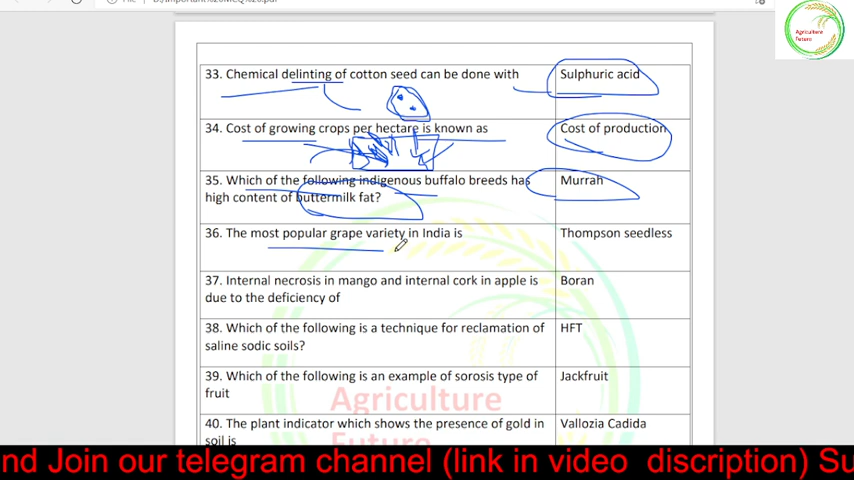 Agriculture
Future
33. Chemical delinting of cotton seed can be done with
Sulphuric acid
34. Cost of growing crops per hectare is known as
Cost of production
35. Which of the following indigenous buffalo breeds has
high content of buttermilk fat?
Murrah
36. The most popular grape variety in India is
Thompson seedless
37. Internal necrosis in mango and internal cork in apple is
due to the deficiency of
Boran
38. Which of the following is a technique for reclamation of
saline sodic soils?
HFT
39. Which of the following is an example of sorosis type of
fruit
Jackfruit
Agriculture
40. The plant indicator which shows the presence of gold in
soil is
Vallozia Cadida
Future
nd Join our telegram channel (link in video discription) Su